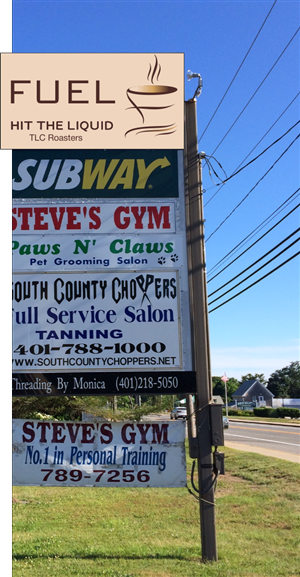 FUEL
HIT THE LIQUID
TLC Roasters
SUBWAY
STEVE'S GYM
Paws N' Claws
Pet Grooming Salon
SOUTH COUNTY CHOPPERS
Full Service Salon
TANNING
401-788-1000
WWW.SOUTHCOUNTYCHOPPERS.NET
Threading By Monica (401)218-5050
STEVE'S GYM
No.1 in Personal Training
789-7256